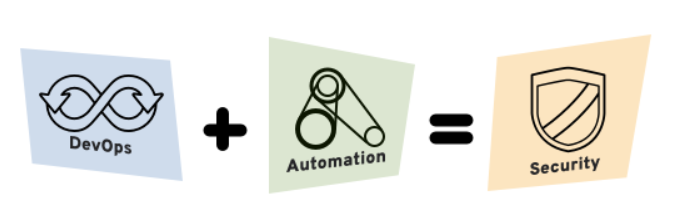 DevOps
+
Automation
=
Security